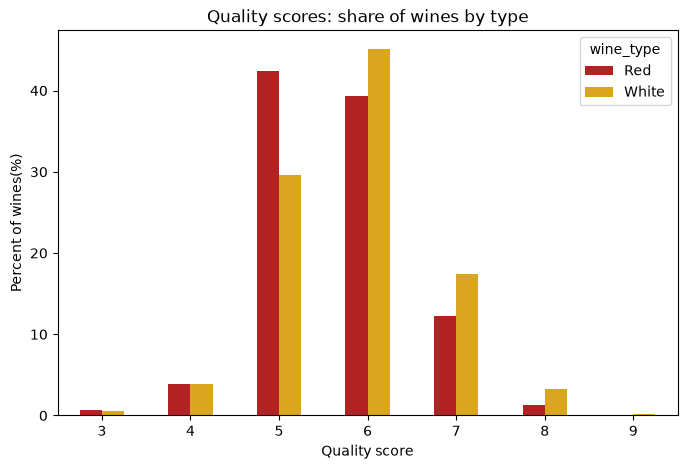 Quality scores: share of wines by type
wine_type
Red
White
Percent of wines(%)
40
30
20
10
0
3 4 5 6 7 8 9
Quality score